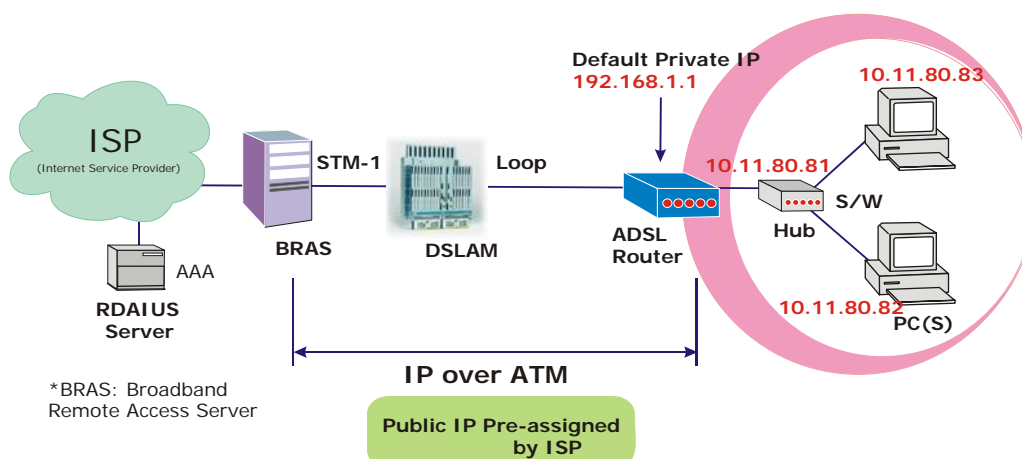 Default Private IP
192.168.1.1
10.11.80.83
ISP
(Internet Service Provider)
STM-1
Loop
10.11.80.81
S/W
Hub
BRAS
DSLAM
ADSL
Router
AAA
RDAIUS
Server
10.11.80.82
PC(S)
IP over ATM
*BRAS: Broadband
Remote Access Server
Public IP Pre-assigned
by ISP